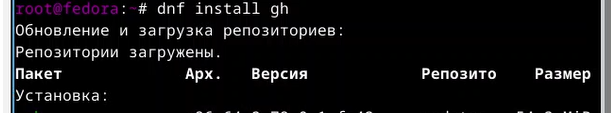 root@fedora:~# dnf install gh
Обновление и загрузка репозиториев:
Репозитории загружены.
Пакет Арх. Версия Репозито Размер
Установка: